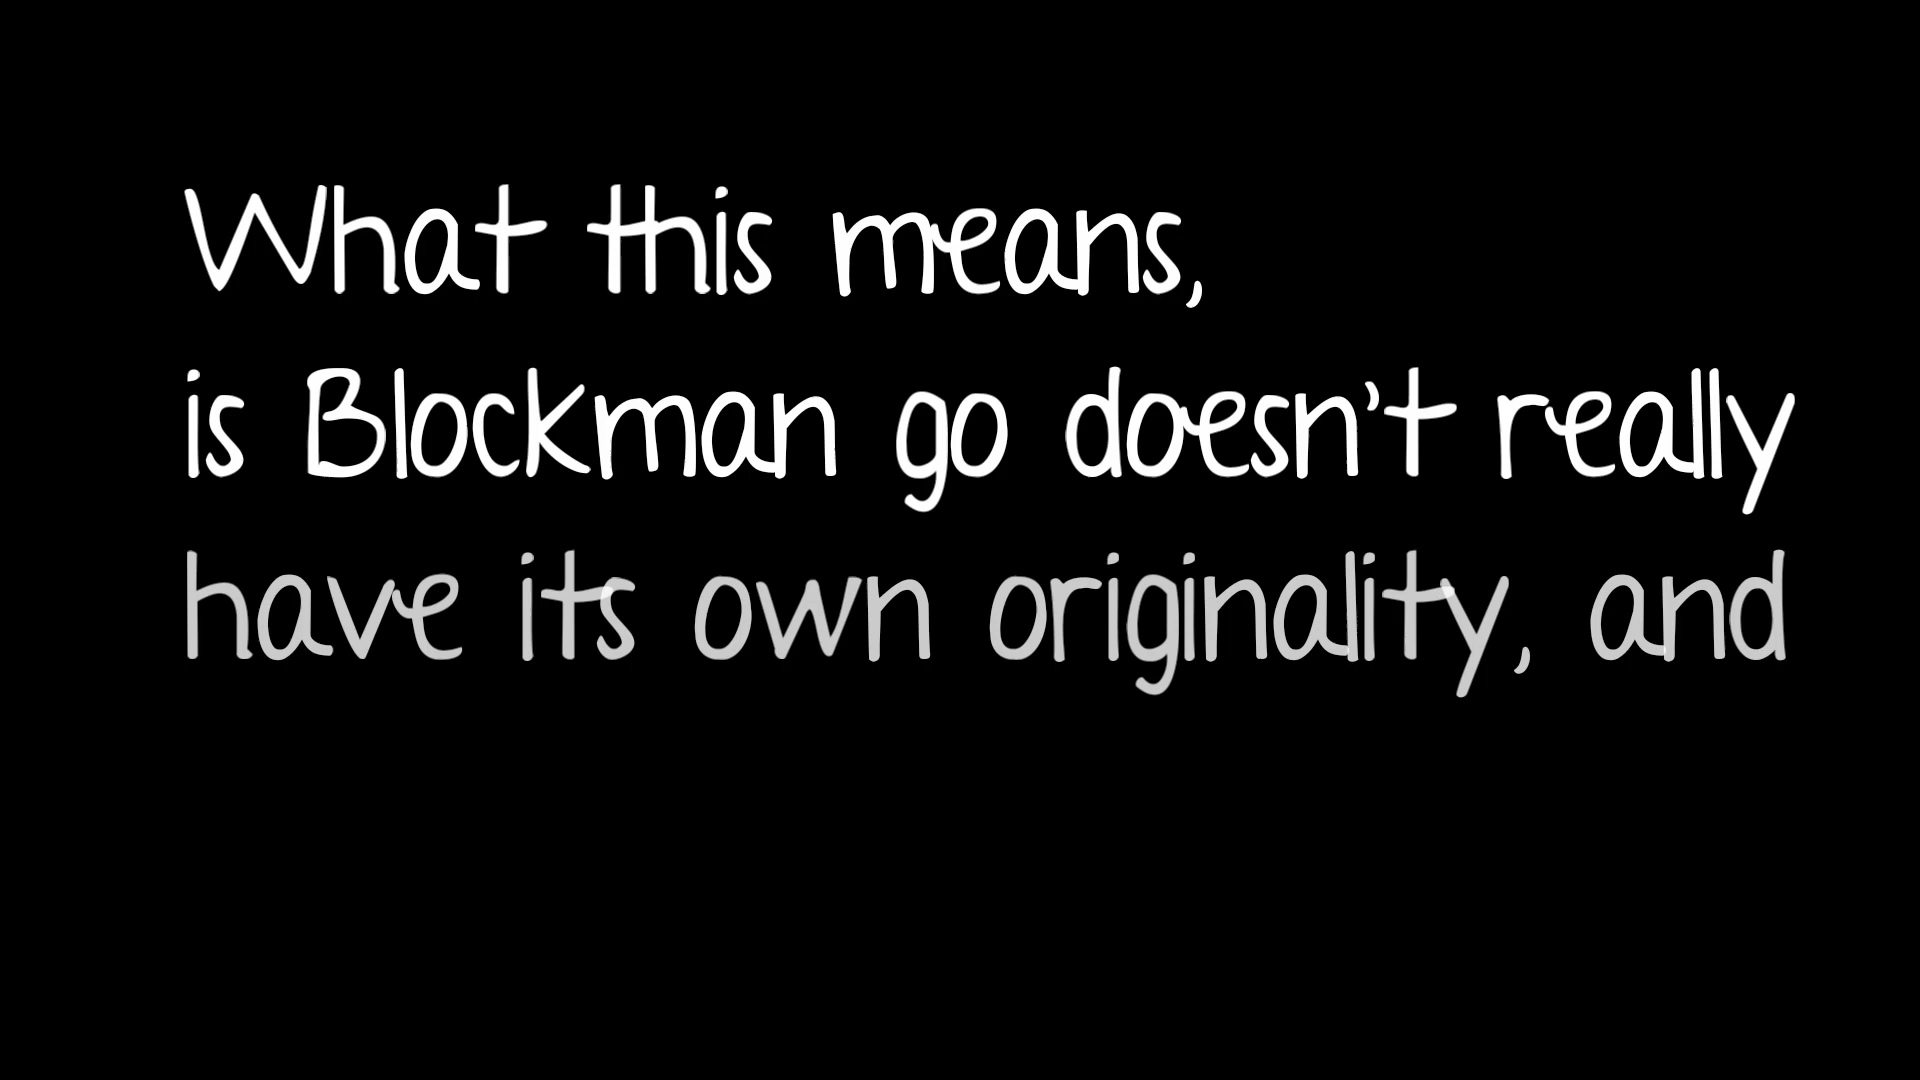 What this means,
is Blockman go doesn't really
have its own originality, and